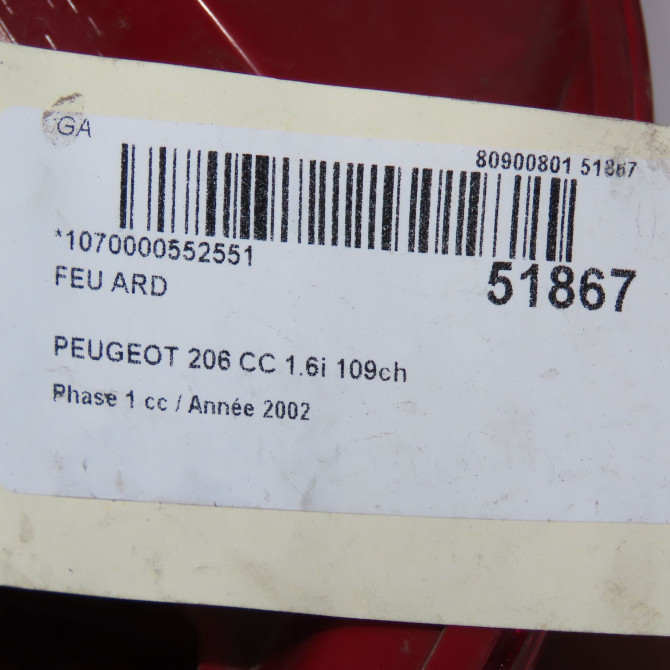 GA
80900801 51867
*1070000552551
51867
FEU ARD
PEUGEOT 206 CC 1.6i 109ch
Phase 1 cc / Année 2002